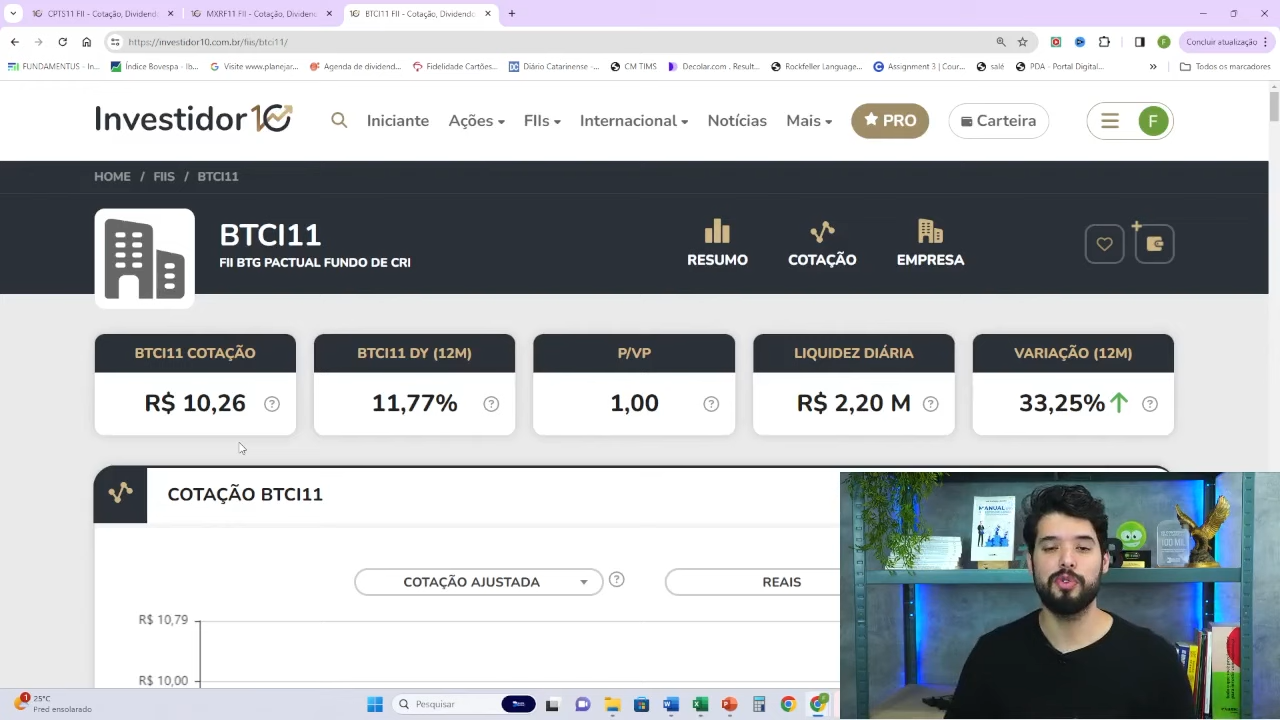 CPTS11 FII - Cotação, Dividendo
MXRF11 FII - Cotação, Dividend
BTCI11 FII - Cotação, Dividendo
https://investidor10.com.br/fiis/btci11/
F
Concluir atualização
FUNDAMENTUS - In...
Índice Bovespa - Ib...
Visite www.planejar...
Agenda de dividend...
Fidelidade Cartões...
Diário Catarinense -...
CM TIMS
Decolar.com . Result...
Rockfeller Language...
Assignment 3 | Cour...
salé
PDA - Portal Digital...
»
Todos os marcadores
Investidor10
Iniciante
Ações
FIIs
Internacional
Notícias
Mais
PRO
Carteira
F
HOME / FIIS / BTCI11
BTCI11
FII BTG PACTUAL FUNDO DE CRI
RESUMO
COTAÇÃO
EMPRESA
BTCI11 COTAÇÃO
R$ 10,26
BTCI11 DY (12M)
11,77%
P/VP
1,00
LIQUIDEZ DIÁRIA
R$ 2,20 M
VARIAÇÃO (12M)
33,25%
COTAÇÃO BTCI11
COTAÇÃO AJUSTADA
REAIS
R$ 10,79
R$ 10,00
MANUAL
100 MIL
1
25°C
Pred ensolarado
Pesquisar